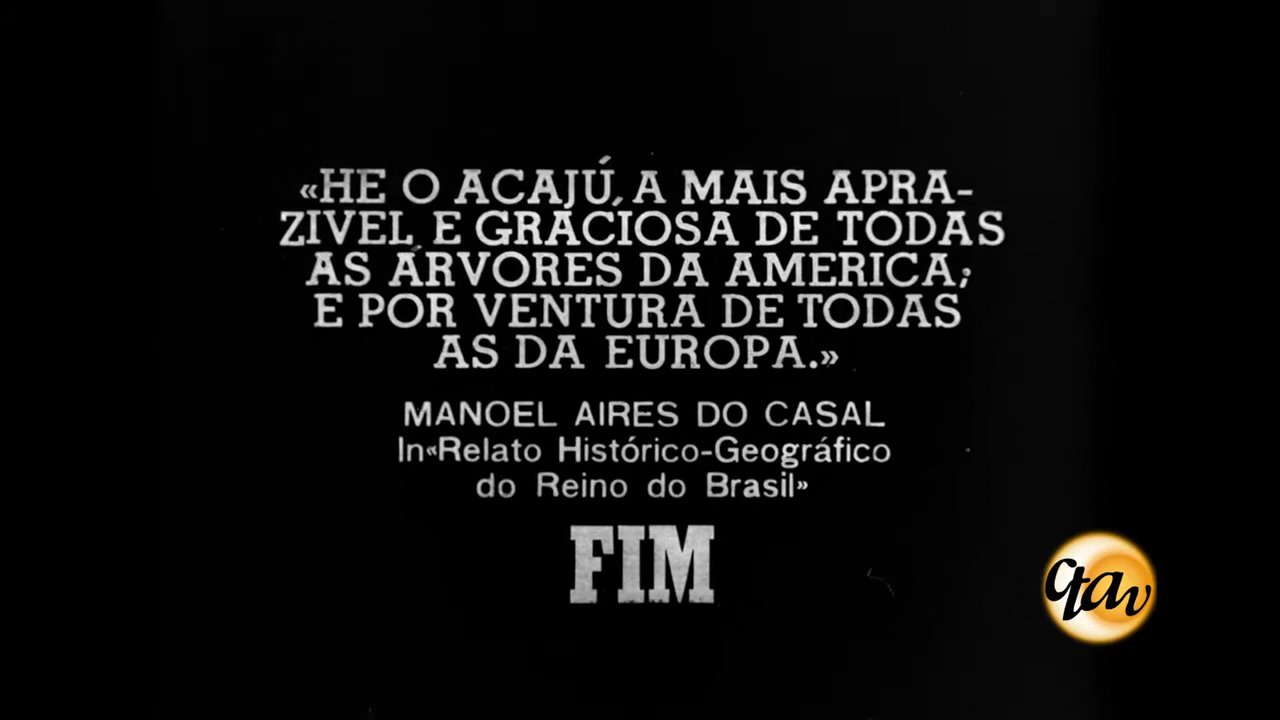 «HE O ACAJÚ, A MAIS APRA-
ZIVEL E GRACIOSA DE TODAS
AS ÁRVORES DA AMERICA;
E POR VENTURA DE TODAS
AS DA EUROPA.»
MANOEL AIRES DO CASAL
In«Relato Histórico-Geográfico
do Reino do Brasil»
FIM
ctav